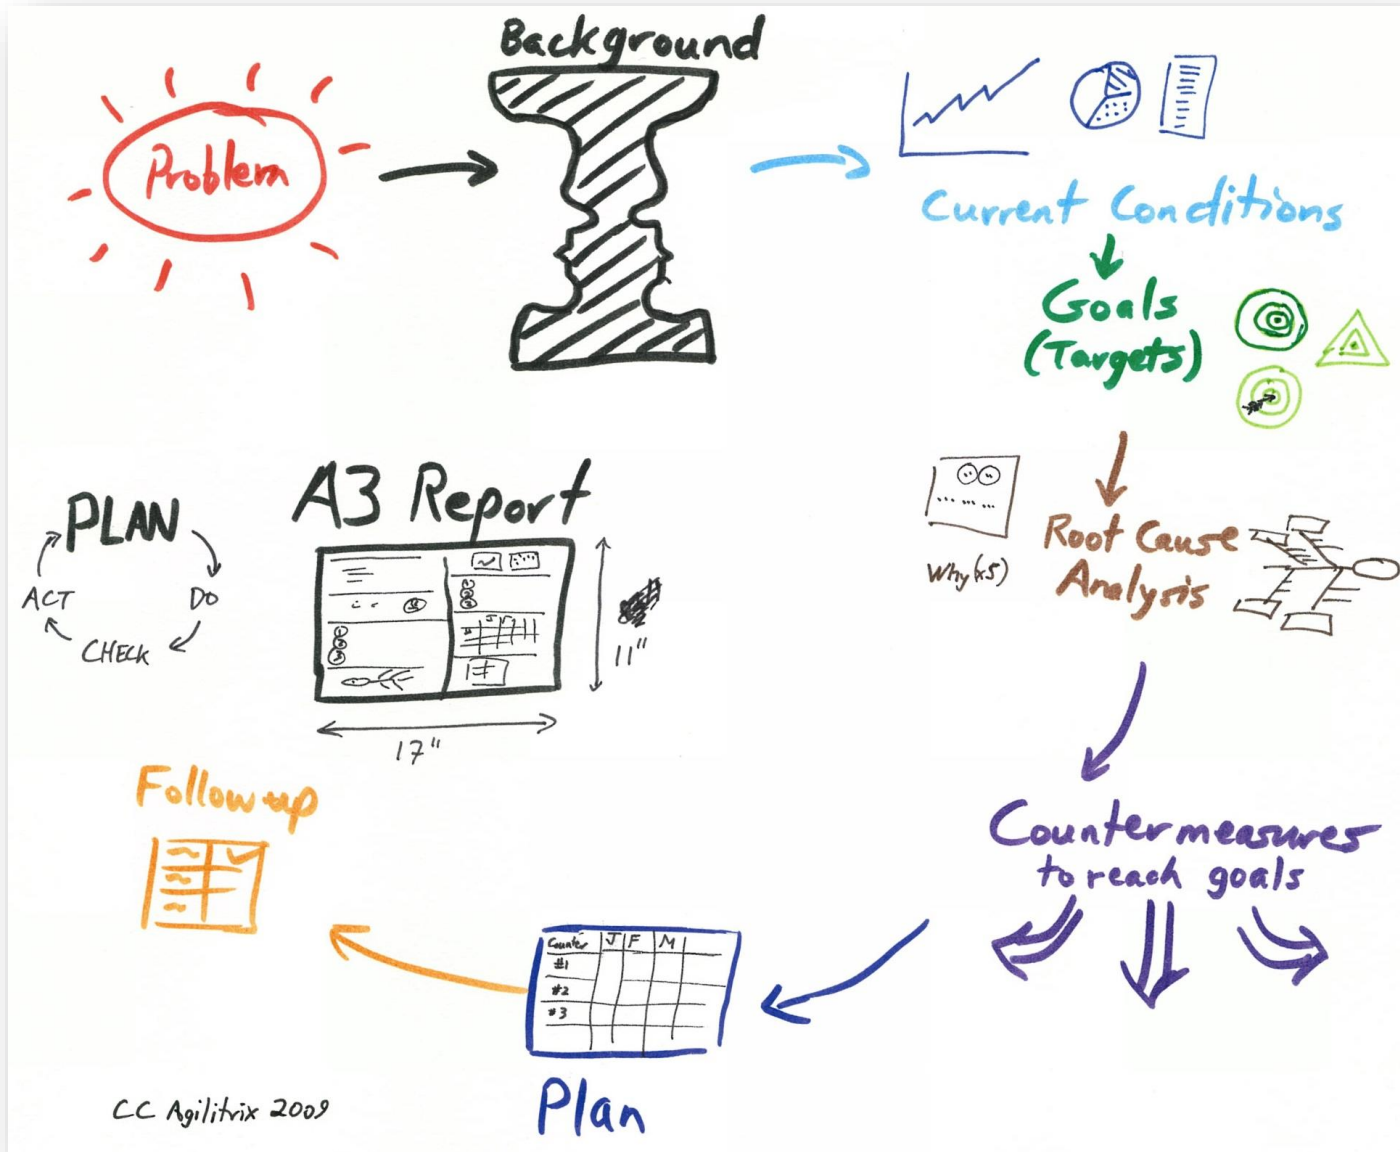 Background
Problem
Current Conditions
Goals
(Targets)
Root Cause
Analysis
Why (x5)
A3 Report
11"
17"
PLAN
DO
CHECK
ACT
Countermeasures
to reach goals
Counter J F M
#1
#2
#3
Plan
Follow up
CC Agilitrix 2009